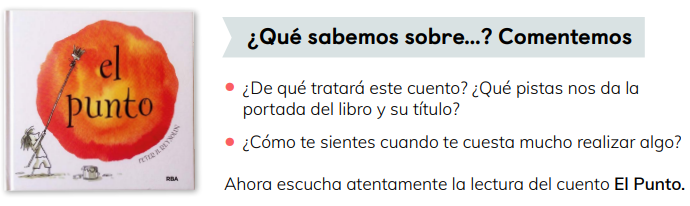 el
punto
PETER H. REYNOLDS
RBA
¿Qué sabemos sobre...? Comentemos
¿De qué tratará este cuento? ¿Qué pistas nos da la
portada del libro y su título?
¿Cómo te sientes cuando te cuesta mucho realizar algo?
Ahora escucha atentamente la lectura del cuento El Punto.